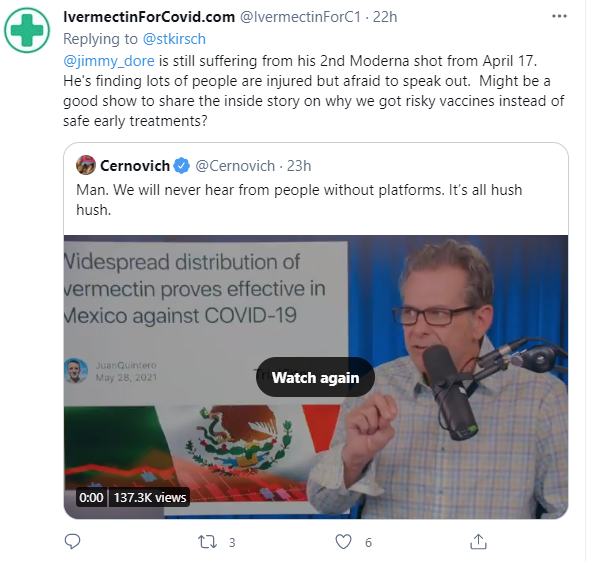 IvermectinForCovid.com @IvermectinForC1 · 22h
Replying to @stkirsch
@jimmy_dore is still suffering from his 2nd Moderna shot from April 17.
He's finding lots of people are injured but afraid to speak out.  Might be a
good show to share the inside story on why we got risky vaccines instead of
safe early treatments?
Cernovich @Cernovich · 23h
Man. We will never hear from people without platforms. It's all hush
hush.
Widespread distribution of
vermectin proves effective in
Mexico against COVID-19
JuanQuintero
May 28, 2021
Watch again
0:00 137.3K views
3
6